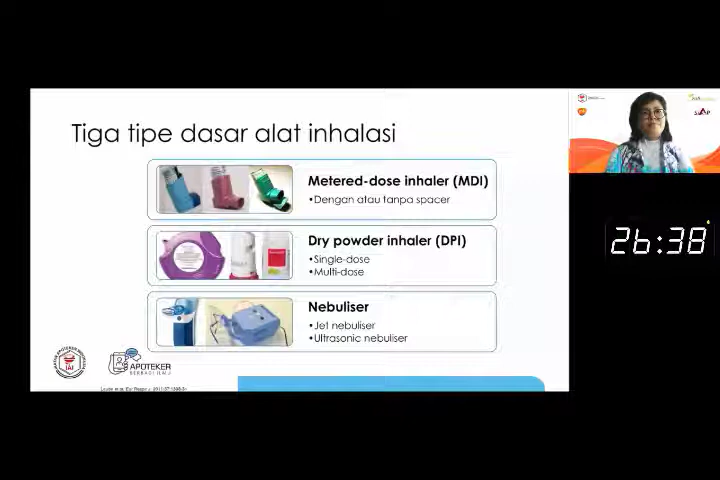 Tiga tipe dasar alat inhalasi
Metered-dose inhaler (MDI)
•Dengan atau tanpa spacer
Dry powder inhaler (DPI)
•Single-dose
•Multi-dose
Nebuliser
•Jet nebuliser
•Ultrasonic nebuliser
IAI
APOTEKER
BERBAGI ILMU
26:38